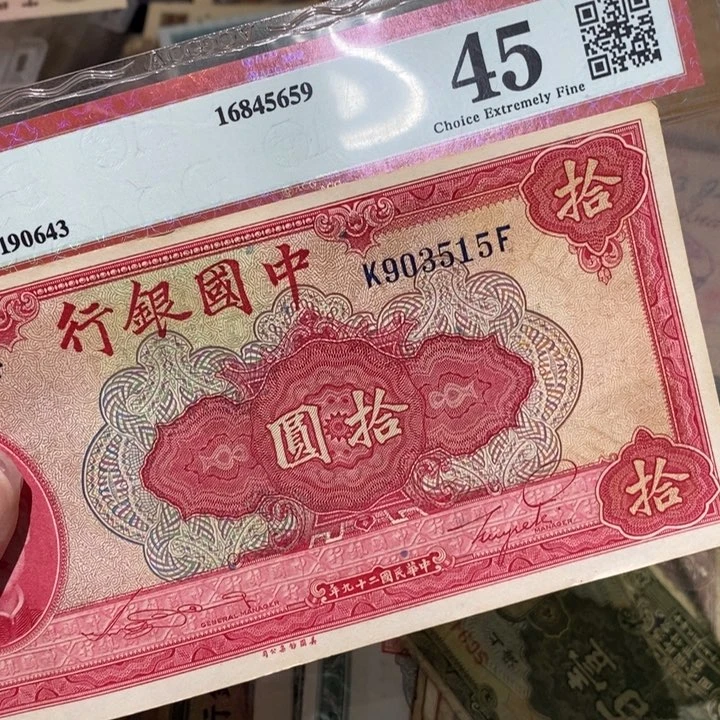 16845659
45
Choice Extremely Fine
190643
拾
K903515F
行銀國中
圓拾
拾
MANAGER
GENERAL MANAGER
年九十二國民華中